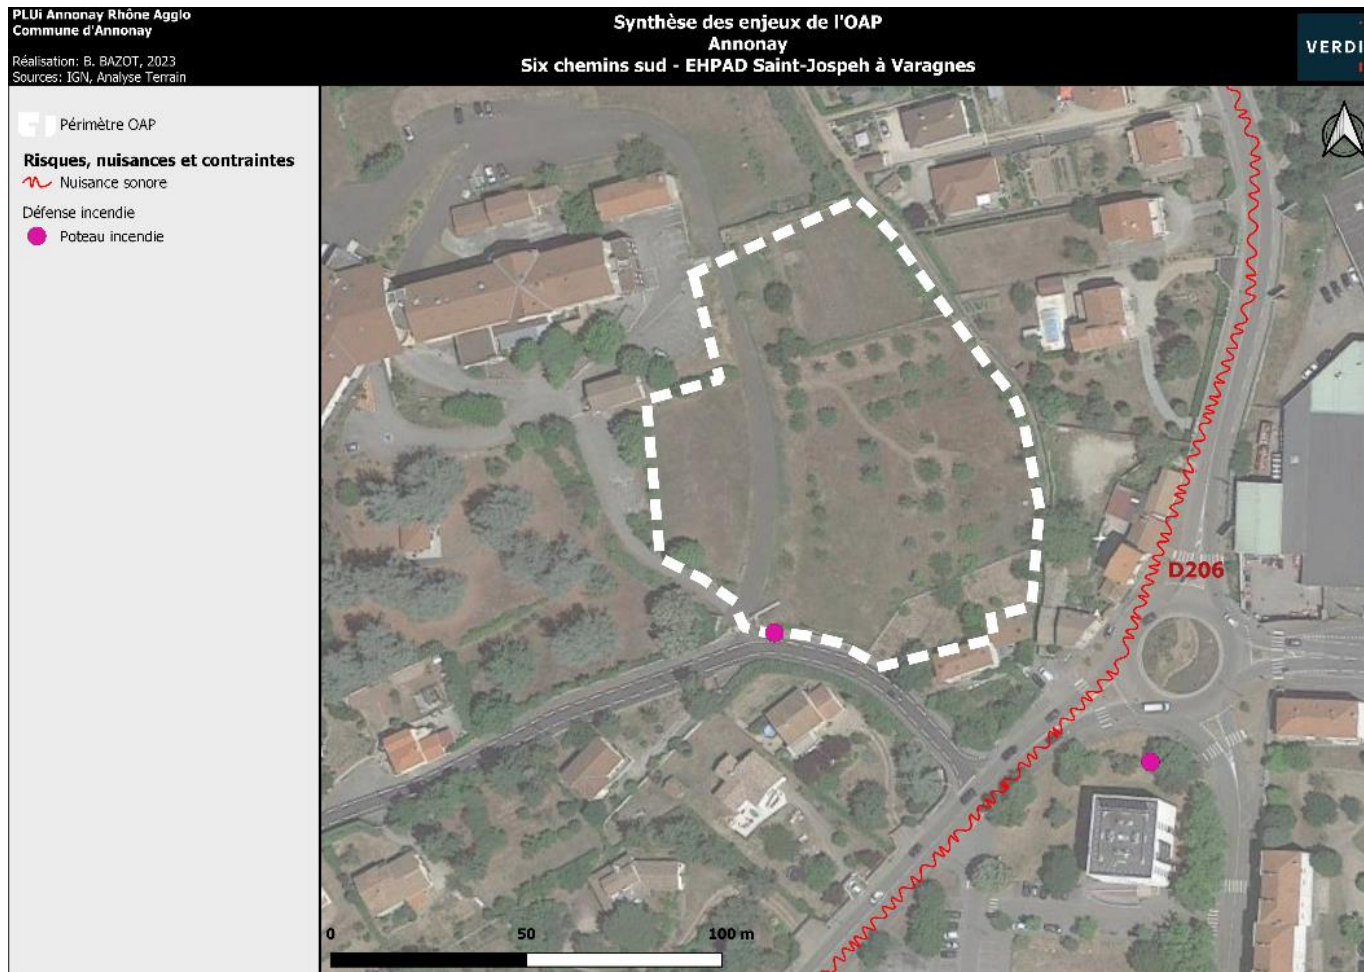 PLUi Annonay Rhône Agglo
Commune d'Annonay
Réalisation: B. BAZOT, 2023
Sources: IGN, Analyse Terrain
Synthèse des enjeux de l'OAP
Annonay
Six chemins sud - EHPAD Saint-Jospeh à Varagnes
VERDI
Périmètre OAP
Risques, nuisances et contraintes
Nuisance sonore
Défense incendie
Poteau incendie
D206
0 50 100 m